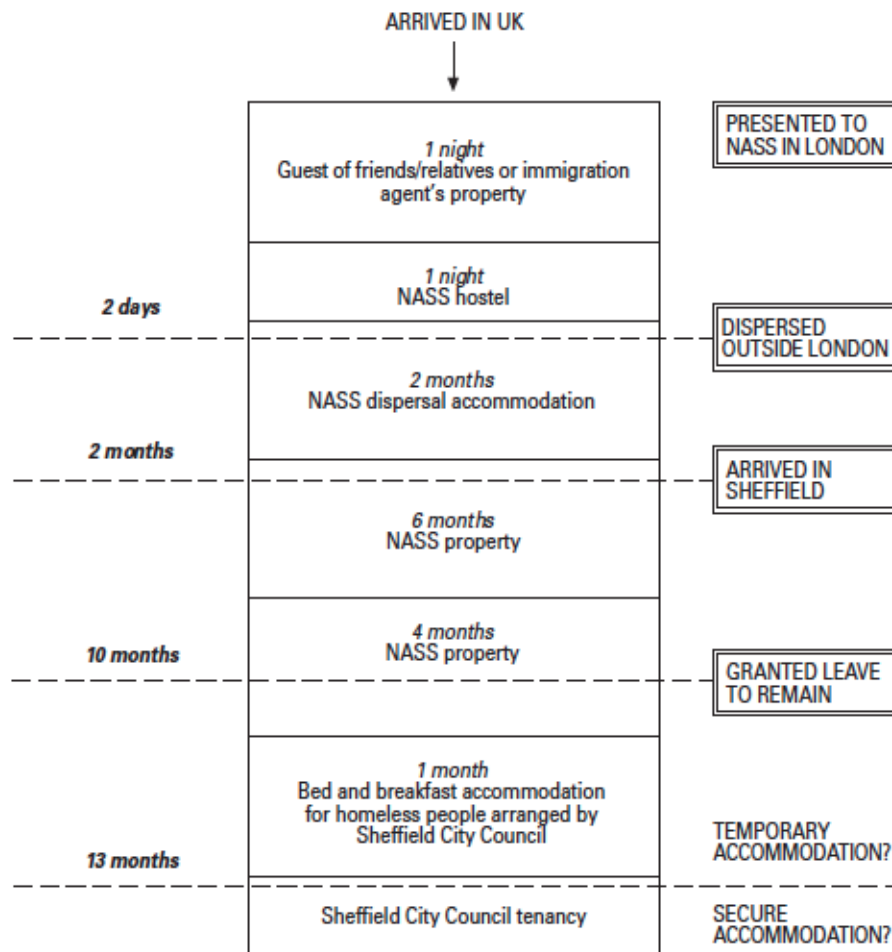 ARRIVED IN UK
PRESENTED TO
NASS IN LONDON
1 night
Guest of friends/relatives or immigration
agent's property
1 night
NASS hostel
2 days
DISPERSED
OUTSIDE LONDON
2 months
NASS dispersal accommodation
2 months
ARRIVED IN
SHEFFIELD
6 months
NASS property
4 months
NASS property
10 months
GRANTED LEAVE
TO REMAIN
1 month
Bed and breakfast accommodation
for homeless people arranged by
Sheffield City Council
TEMPORARY
ACCOMMODATION?
13 months
Sheffield City Council tenancy
SECURE
ACCOMMODATION?